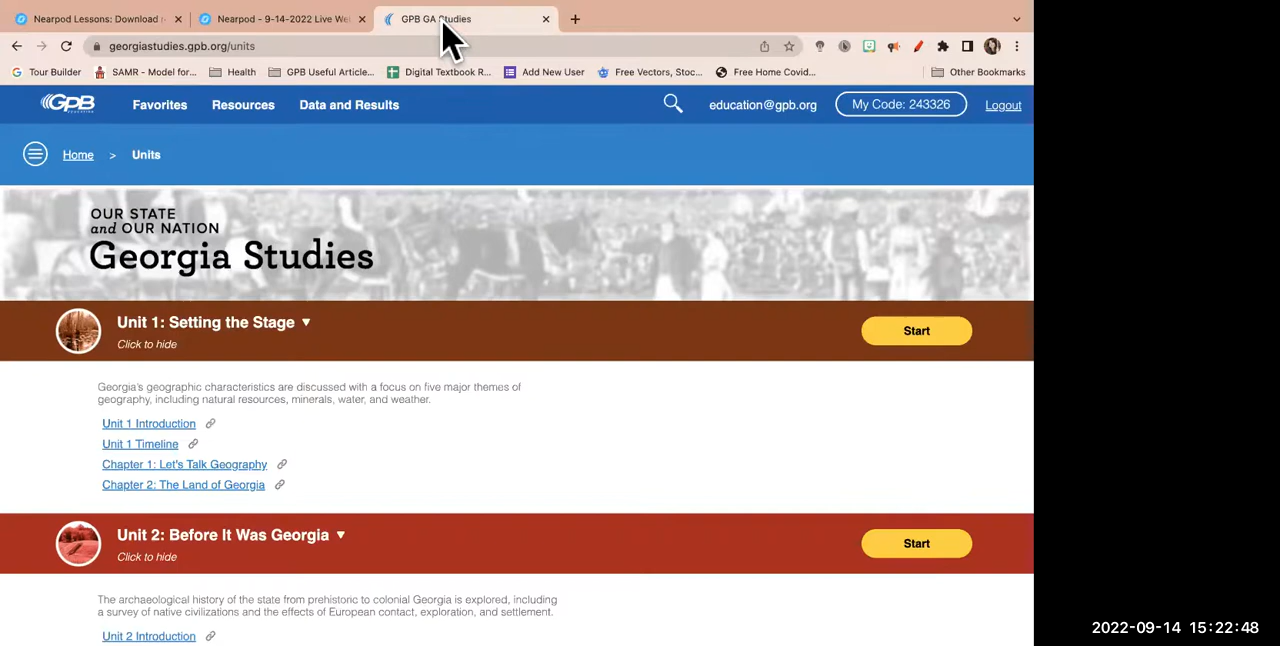 Nearpod Lessons: Download r
Nearpod - 9-14-2022 Live We
GPB GA Studies
georgiastudies.gpb.org/units
Tour Builder
SAMR - Model for...
Health
GPB Useful Article...
Digital Textbook R...
Add New User
Free Vectors, Stoc...
Free Home Covid...
Other Bookmarks
GPB
EDUCATION
Favorites
Resources
Data and Results
education@gpb.org
My Code: 243326
Logout
Home > Units
OUR STATE
and OUR NATION
Georgia Studies
Unit 1: Setting the Stage
Click to hide
Start
Georgia's geographic characteristics are discussed with a focus on five major themes of
geography, including natural resources, minerals, water, and weather.
Unit 1 Introduction
Unit 1 Timeline
Chapter 1: Let's Talk Geography
Chapter 2: The Land of Georgia
Unit 2: Before It Was Georgia
Click to hide
Start
The archaeological history of the state from prehistoric to colonial Georgia is explored, including
a survey of native civilizations and the effects of European contact, exploration, and settlement.
Unit 2 Introduction
2022-09-14 15:22:48